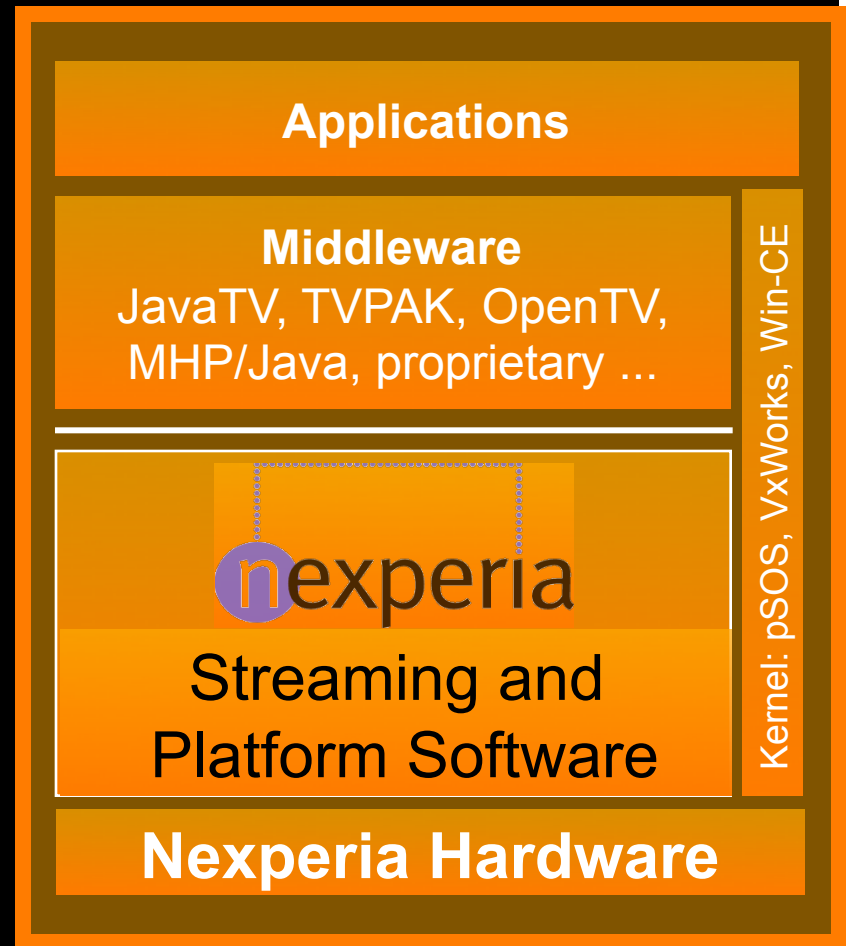 Applications
Middleware
JavaTV, TVPAK, OpenTV,
MHP/Java, proprietary ...
Kernel: pSOS, VxWorks, Win-CE
nexperia
Streaming and
Platform Software
Nexperia Hardware